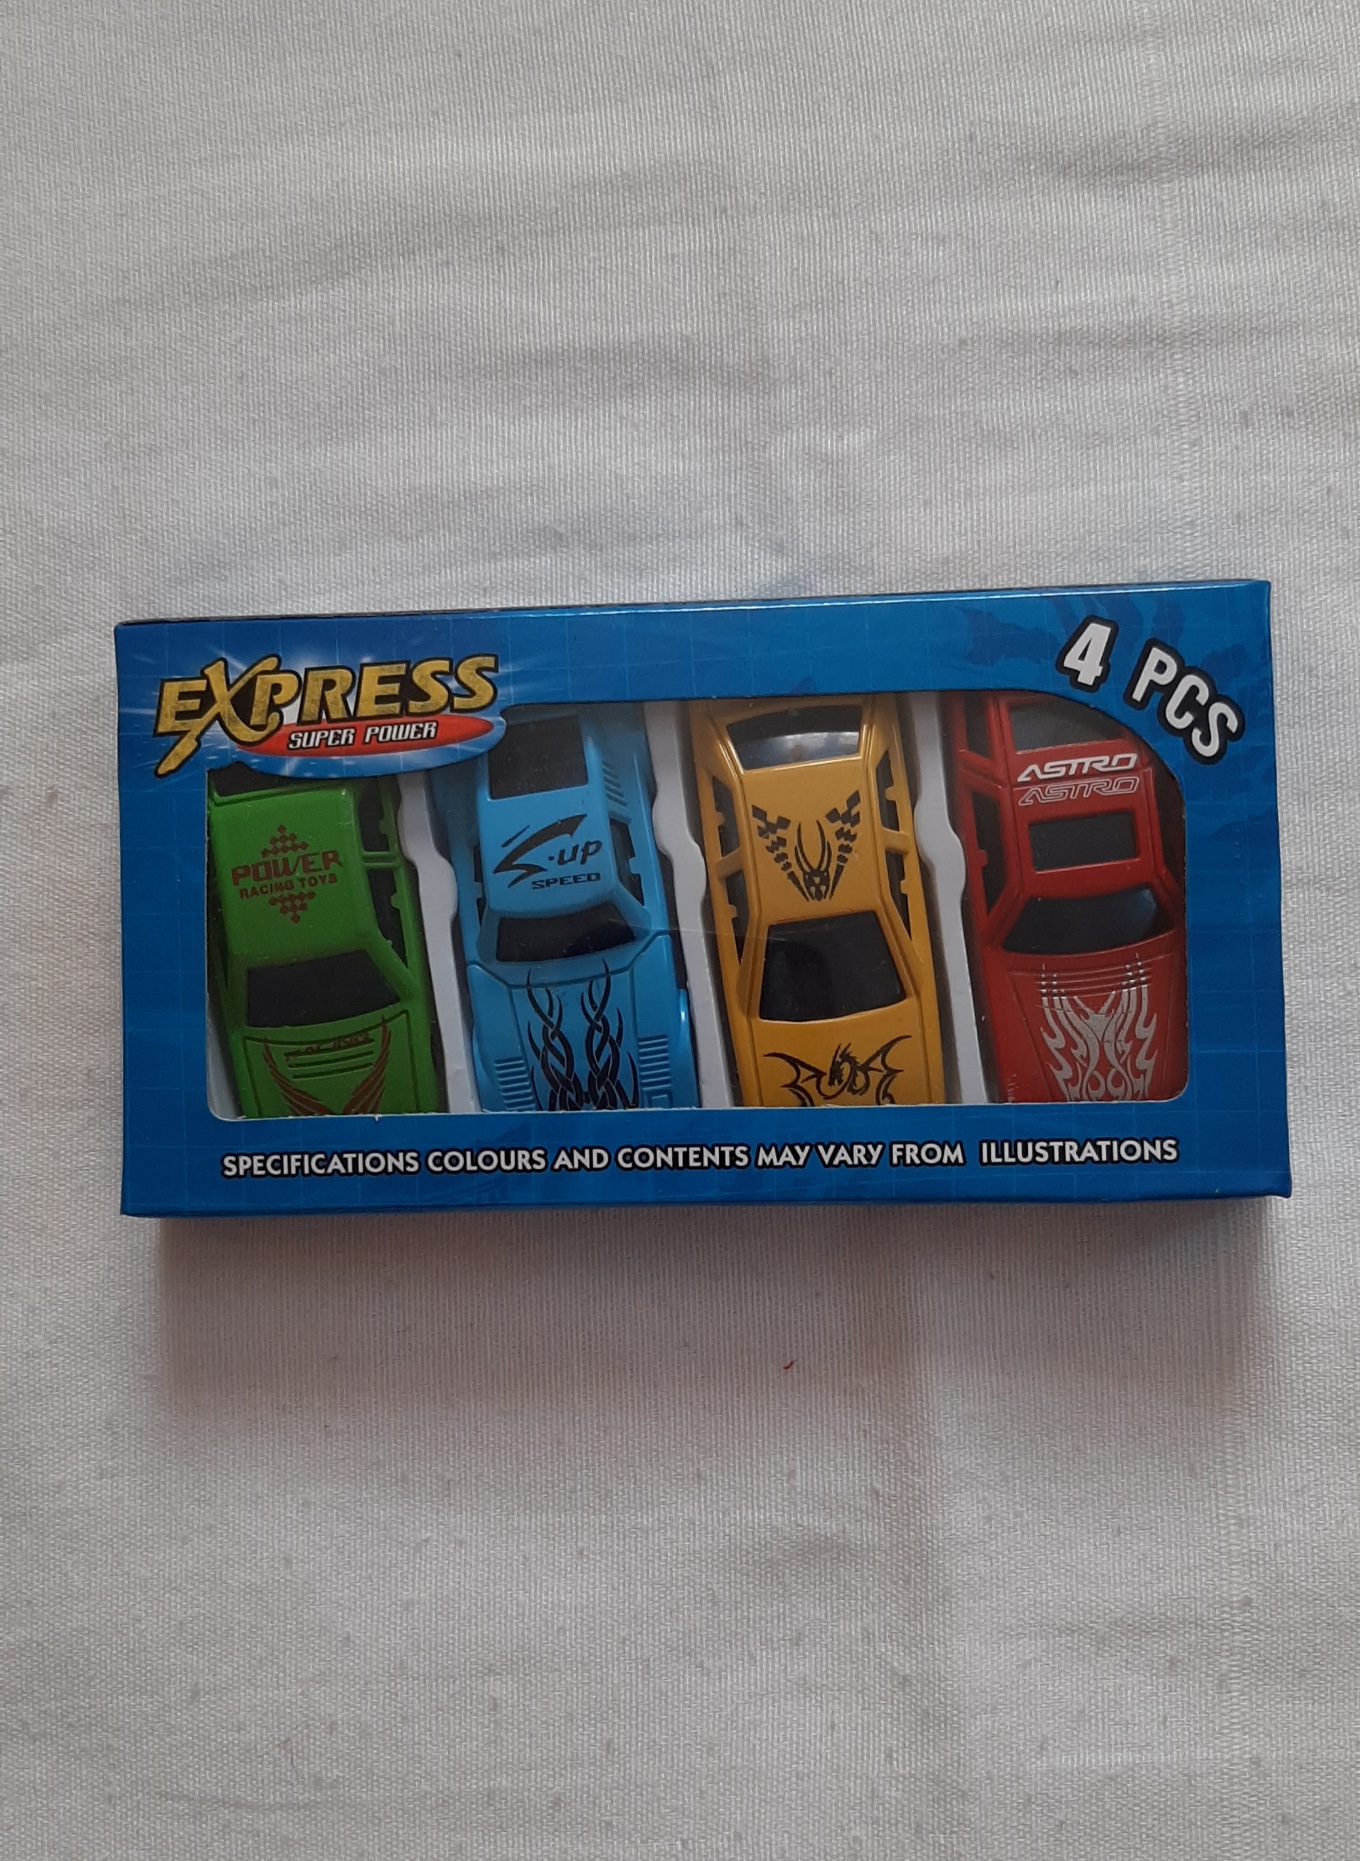 EXPRESS
SUPER POWER
4 PCS
POWER
RACING TOYS
S-UP
SPEED
ASTRO
ASTRO
SPECIFICATIONS COLOURS AND CONTENTS MAY VARY FROM ILLUSTRATIONS